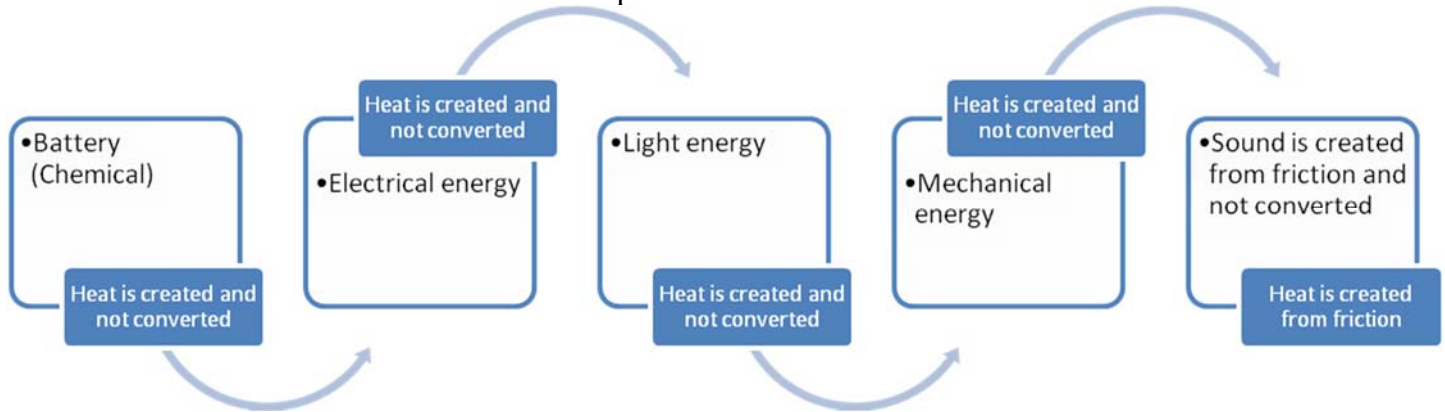 •Battery
(Chemical)
Heat is created and
not converted
Heat is created and
not converted
•Electrical energy
•Light energy
Heat is created and
not converted
Heat is created and
not converted
•Mechanical
energy
•Sound is created
from friction and
not converted
Heat is created
from friction